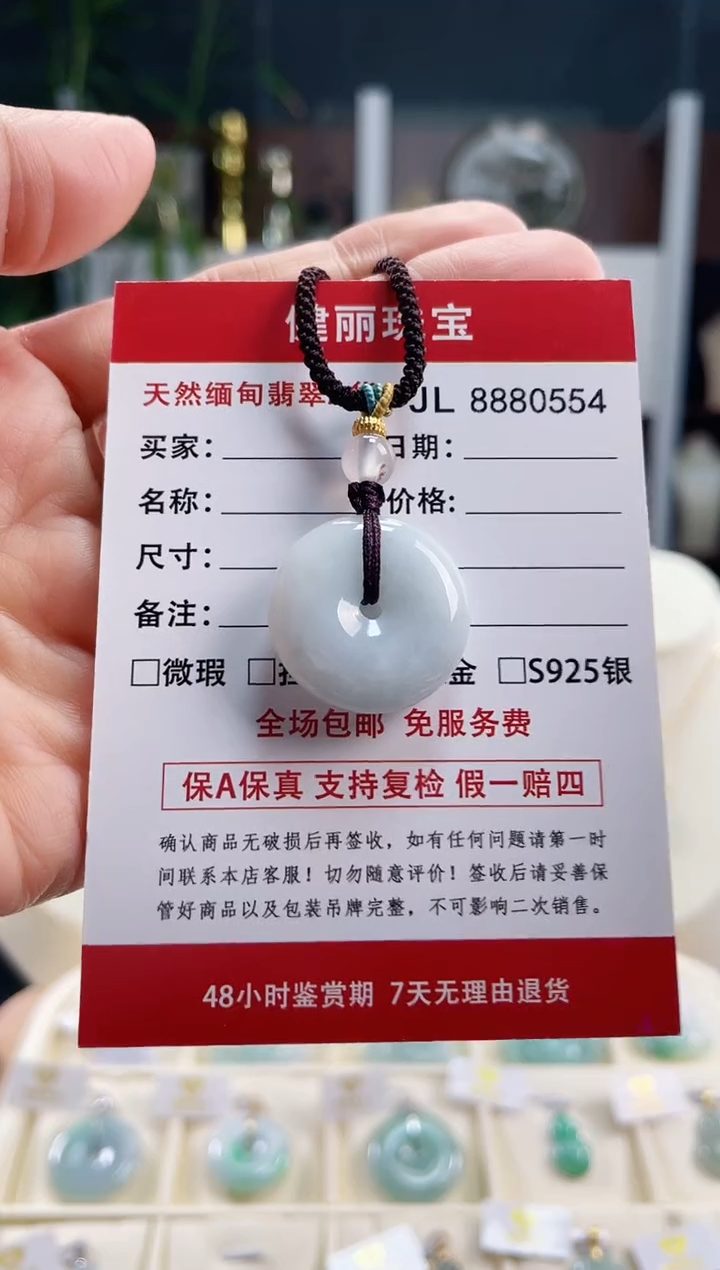 健丽珠宝
天然缅甸翡翠 JL 8880554
买家: 日期:
名称: 价格:
尺寸:
备注:
□微瑕 □ 金 □S925银
全场包邮 免服务费
保A保真 支持复检 假一赔四
确认商品无破损后再签收，如有任何问题请第一时
间联系本店客服！切勿随意评价！签收后请妥善保
管好商品以及包装吊牌完整，不可影响二次销售。
48小时鉴赏期 7天无理由退货